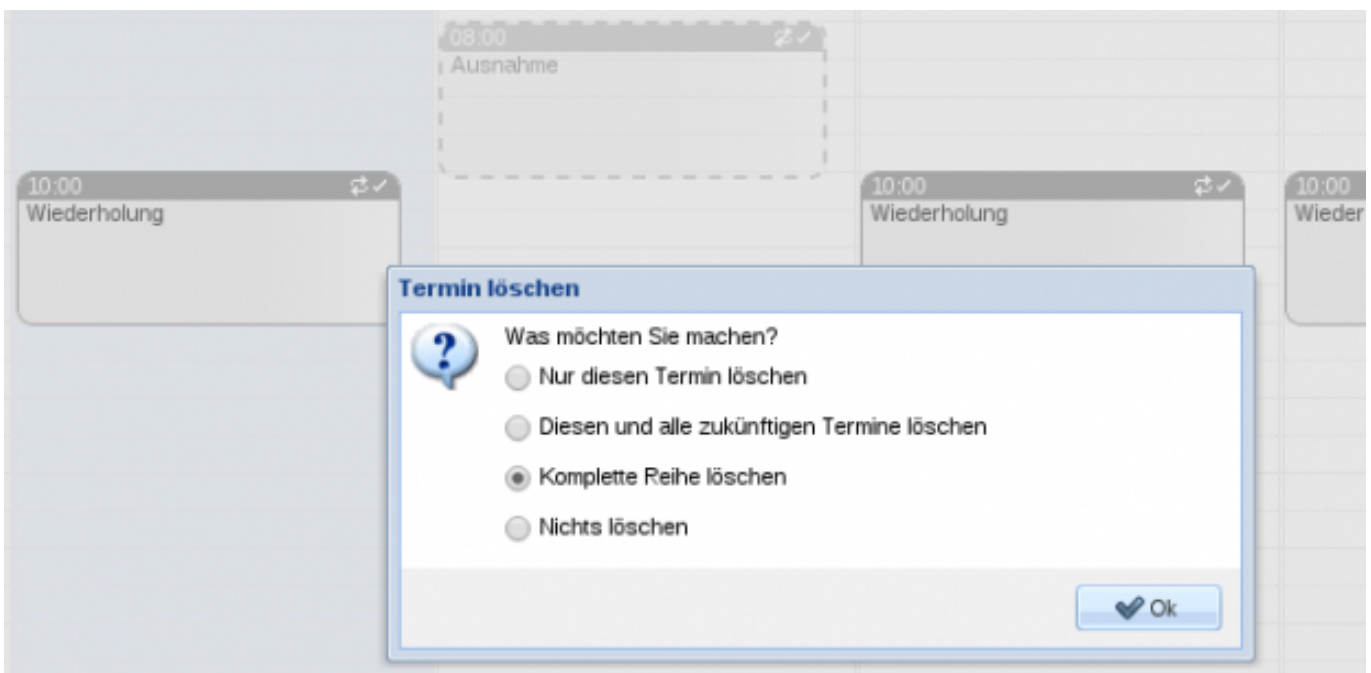 08:00
Ausnahme
10:00
Wiederholung
10:00
Wiederholung
10:00
Wieder
Termin löschen
Was möchten Sie machen?
Nur diesen Termin löschen
Diesen und alle zukünftigen Termine löschen
Komplette Reihe löschen
Nichts löschen
Ok